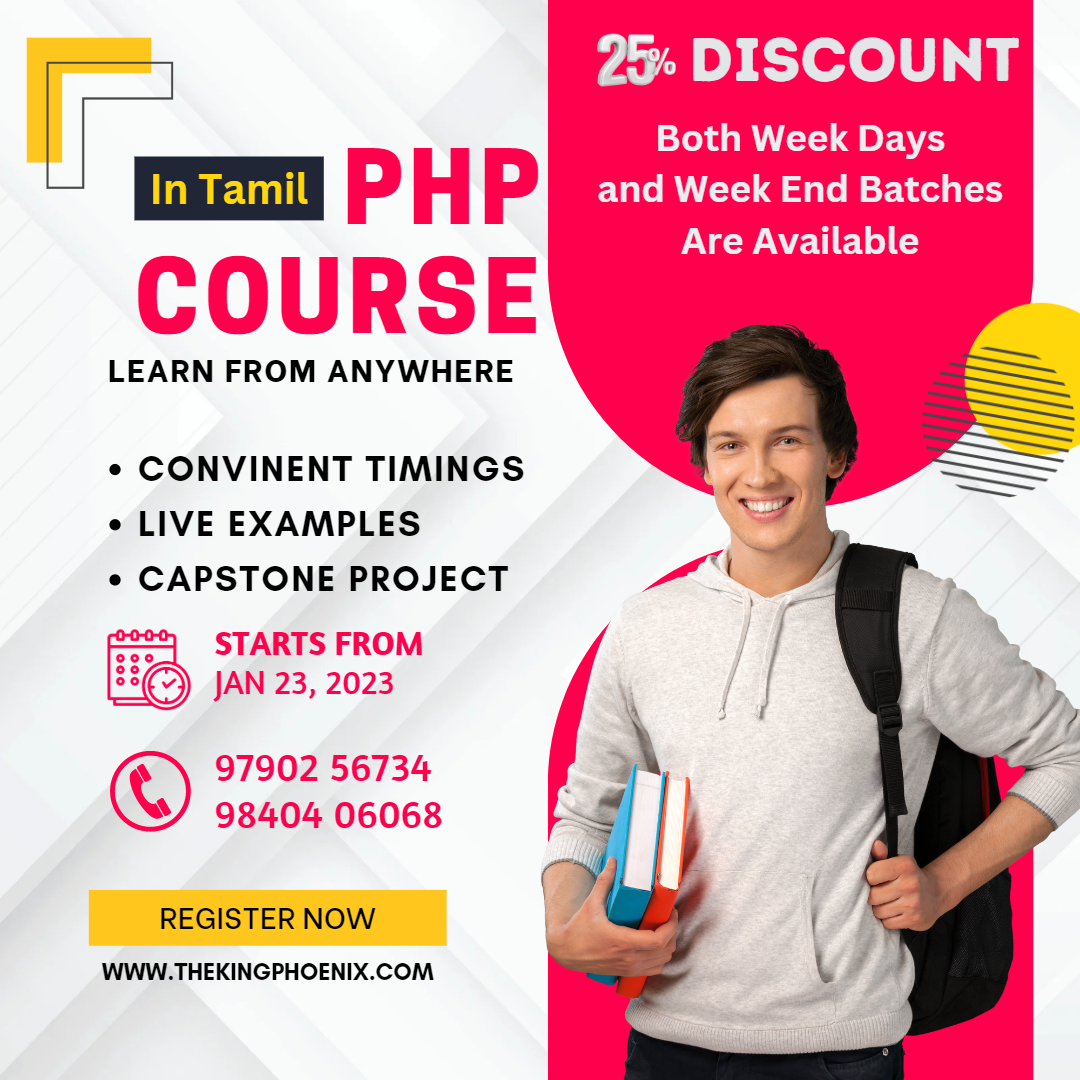 25% DISCOUNT
Both Week Days
and Week End Batches
Are Available
In Tamil PHP
COURSE
LEARN FROM ANYWHERE
• CONVINENT TIMINGS
• LIVE EXAMPLES
• CAPSTONE PROJECT
STARTS FROM
JAN 23, 2023
97902 56734
98404 06068
REGISTER NOW
WWW.THEKINGPHOENIX.COM